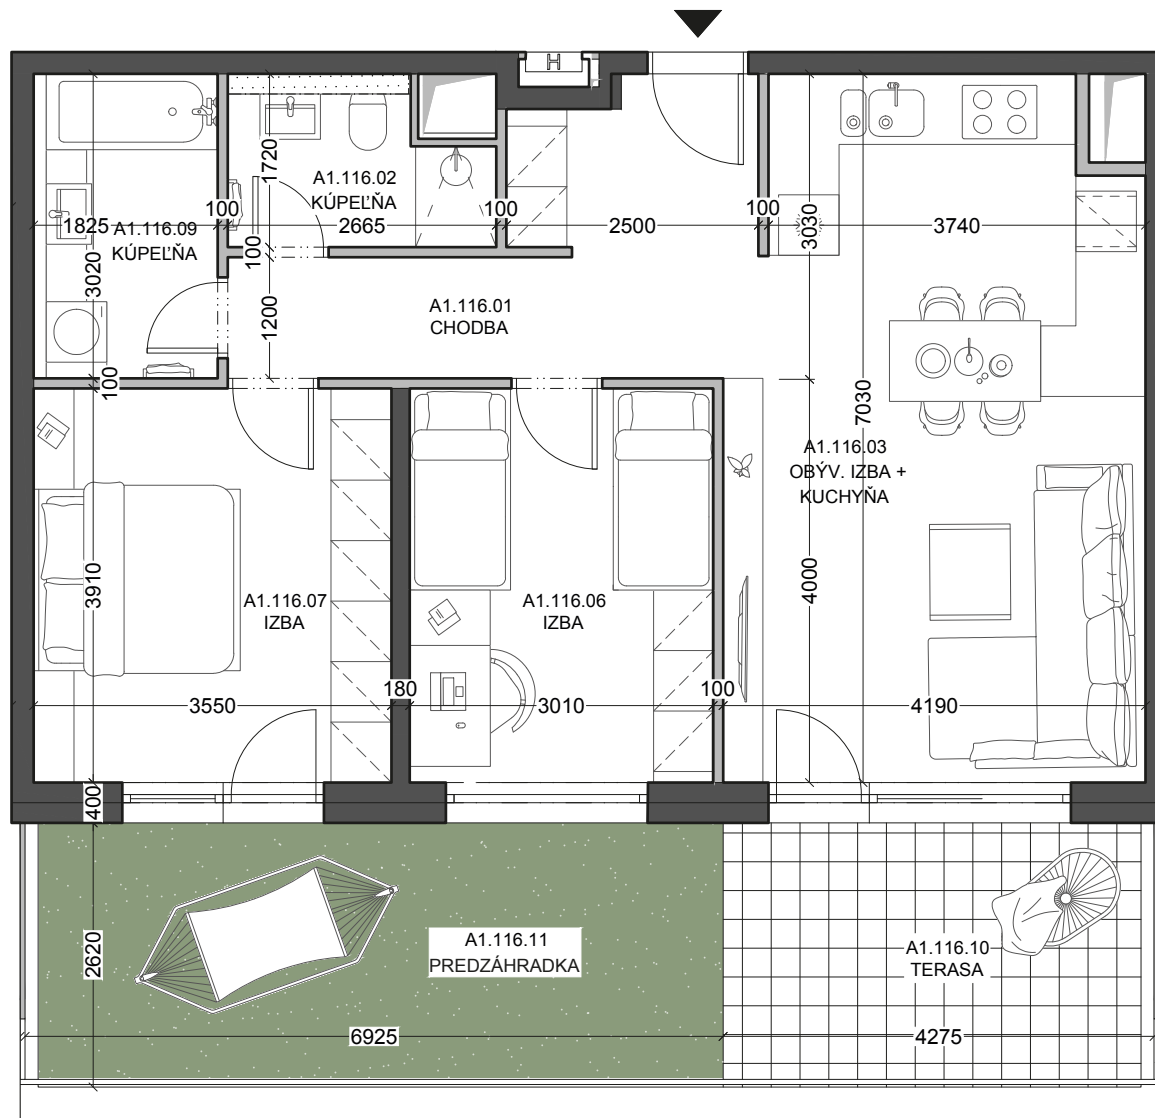 H
1720
A1.116.02
KÚPEĽŇA
100
1825
A1.116.09
KÚPEĽŇA
2665
100
2500
100
3030
3740
3020
100
1200
A1.116.01
CHODBA
100
7030
A1.116.03
OBÝV. IZBA +
KUCHYŇA
3910
A1.116.07
IZBA
A1.116.06
IZBA
4000
3550
180
3010
100
4190
400
2620
A1.116.11
PREDZÁHRADKA
A1.116.10
TERASA
6925
4275